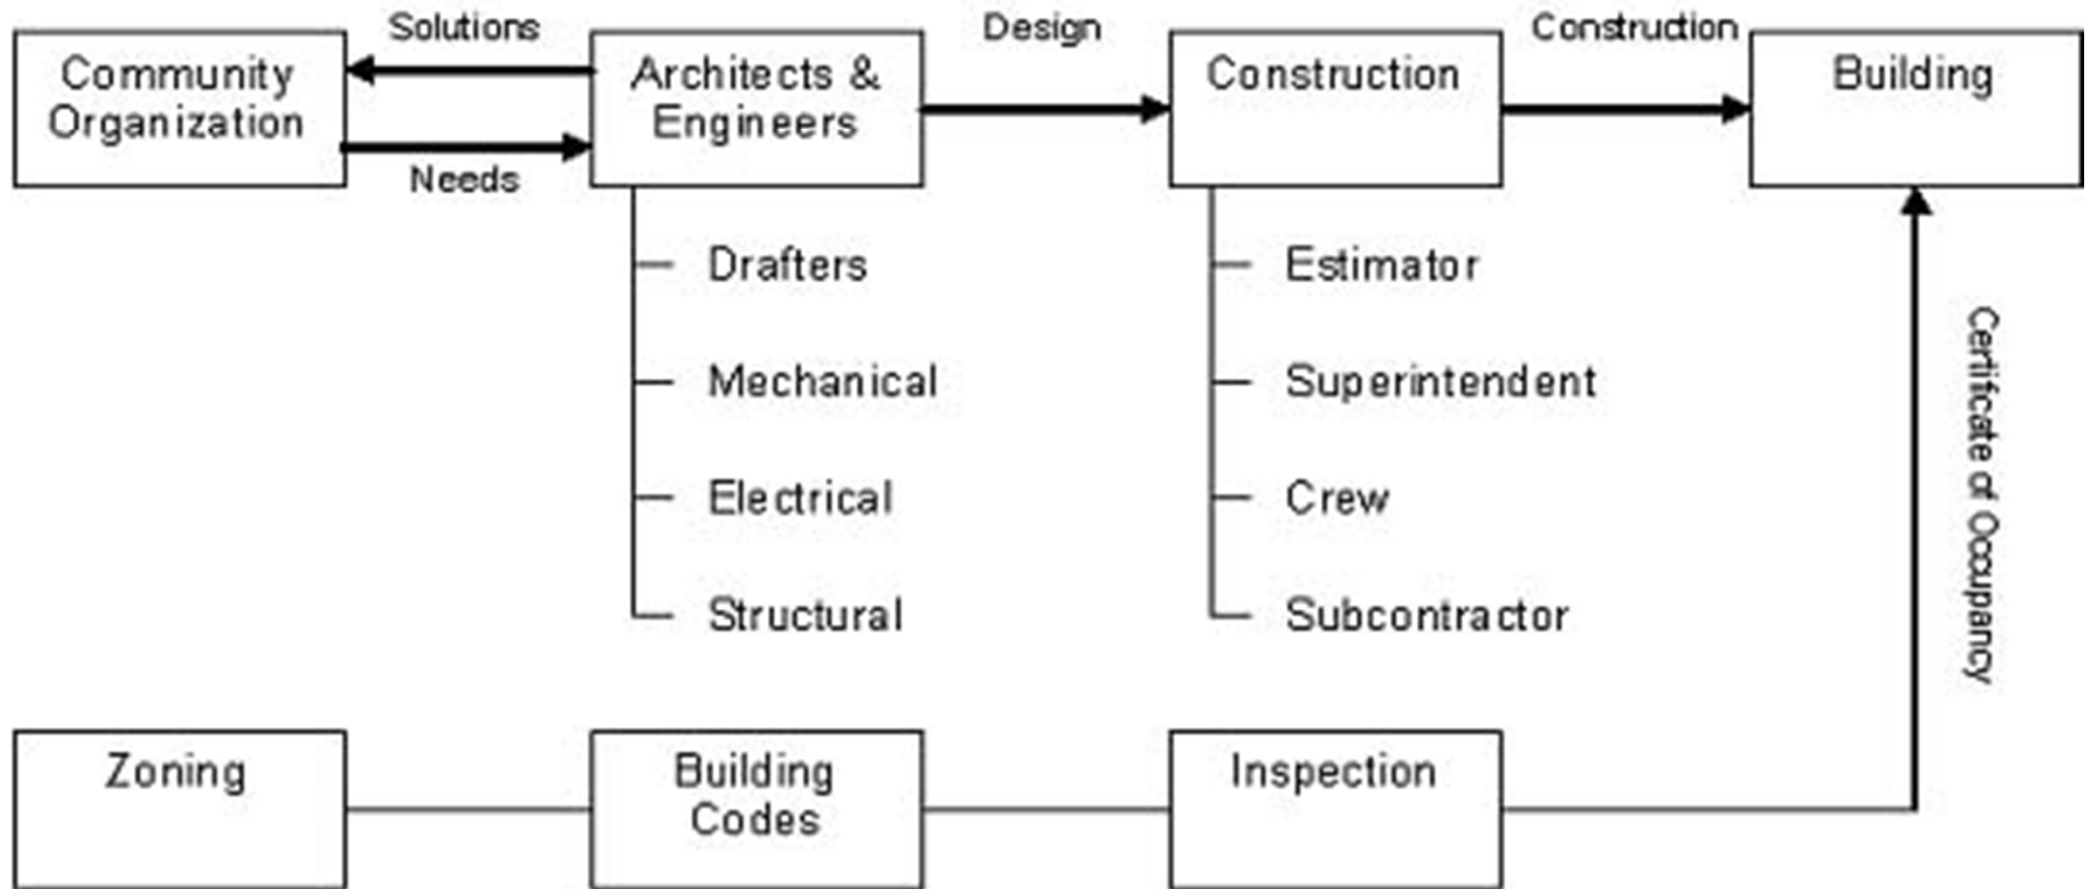 Solutions
Design
Construction
Community
Organization
Architects &
Engineers
Construction
Building
Needs
Drafters
Mechanical
Electrical
Structural
Estimator
Superintendent
Crew
Subcontractor
Certificate of Occupancy
Zoning
Building
Codes
Inspection